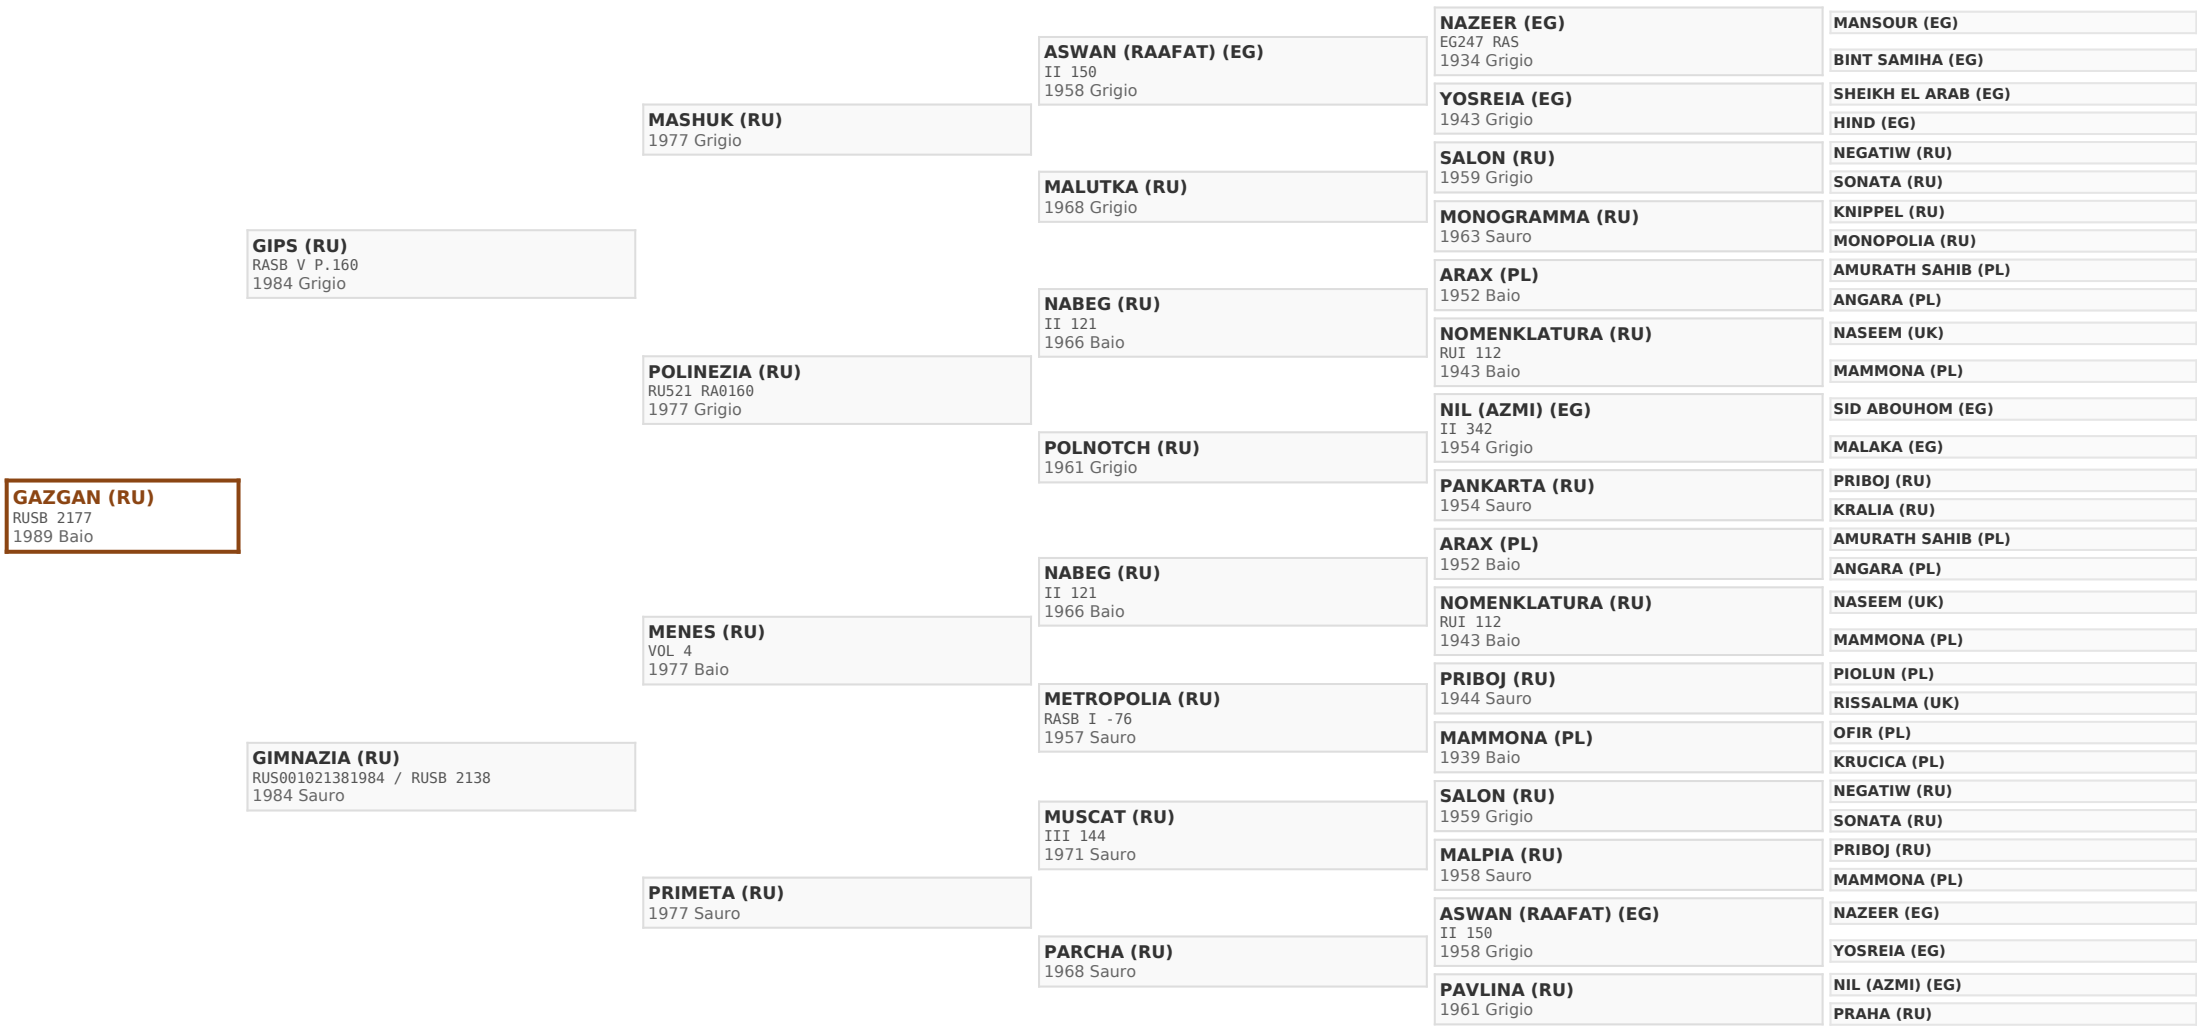 GAZGAN (RU)
RUSB 2177
1989 Baio
GIPS (RU)
RASB V P.160
1984 Grigio
GIMNAZIA (RU)
RUS001021381984 / RUSB 2138
1984 Sauro
MASHUK (RU)
1977 Grigio
POLINEZIA (RU)
RU521 RA0160
1977 Grigio
MENES (RU)
VOL 4
1977 Baio
PRIMETA (RU)
1977 Sauro
ASWAN (RAAFAT) (EG)
II 150
1958 Grigio
MALUTKA (RU)
1968 Grigio
NABEG (RU)
II 121
1966 Baio
POLNOTCH (RU)
1961 Grigio
NABEG (RU)
II 121
1966 Baio
METROPOLIA (RU)
RASB I -76
1957 Sauro
MUSCAT (RU)
III 144
1971 Sauro
PARCHA (RU)
1968 Sauro
NAZEER (EG)
EG247 RAS
1934 Grigio
YOSREIA (EG)
1943 Grigio
SALON (RU)
1959 Grigio
MONOGRAMMA (RU)
1963 Sauro
ARAX (PL)
1952 Baio
NOMENKLATURA (RU)
RUI 112
1943 Baio
NIL (AZMI) (EG)
II 342
1954 Grigio
PANKARTA (RU)
1954 Sauro
ARAX (PL)
1952 Baio
NOMENKLATURA (RU)
RUI 112
1943 Baio
PRIBOJ (RU)
1944 Sauro
MAMMONA (PL)
1939 Baio
SALON (RU)
1959 Grigio
MALPIA (RU)
1958 Sauro
ASWAN (RAAFAT) (EG)
II 150
1958 Grigio
PAVLINA (RU)
1961 Grigio
MANSOUR (EG)
BINT SAMIHA (EG)
SHEIKH EL ARAB (EG)
HIND (EG)
NEGATIW (RU)
SONATA (RU)
KNIPPEL (RU)
MONOPOLIA (RU)
AMURATH SAHIB (PL)
ANGARA (PL)
NASEEM (UK)
MAMMONA (PL)
SID ABOUHOM (EG)
MALAKA (EG)
PRIBOJ (RU)
KRALIA (RU)
AMURATH SAHIB (PL)
ANGARA (PL)
NASEEM (UK)
MAMMONA (PL)
PIOLUN (PL)
RISSALMA (UK)
OFIR (PL)
KRUCICA (PL)
NEGATIW (RU)
SONATA (RU)
PRIBOJ (RU)
MAMMONA (PL)
NAZEER (EG)
YOSREIA (EG)
NIL (AZMI) (EG)
PRAHA (RU)